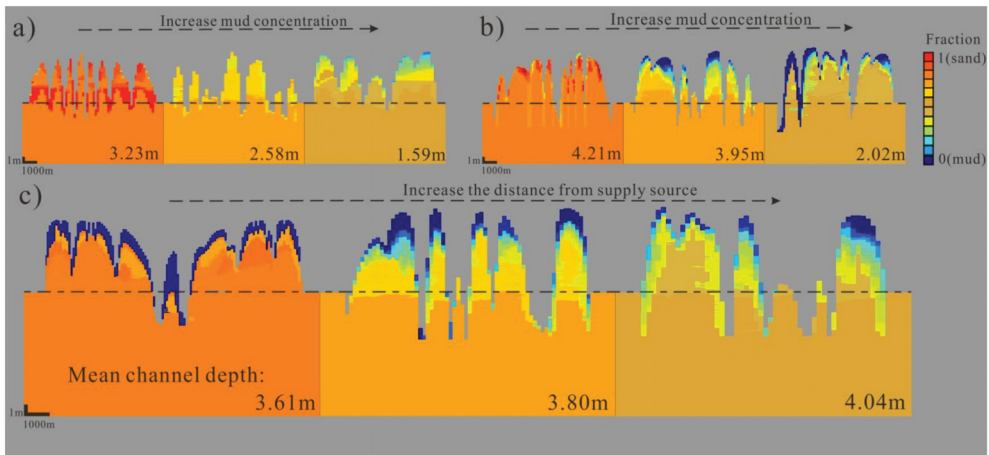 a)
Increase mud concentration
3.23m
2.58m
1.59m
1m
1000m
b)
Increase mud concentration
4.21m
3.95m
2.02m
1m
1000m
Fraction
1(sand)
0(mud)
c)
Increase the distance from supply source
Mean channel depth:
3.61m
3.80m
4.04m
1m
1000m